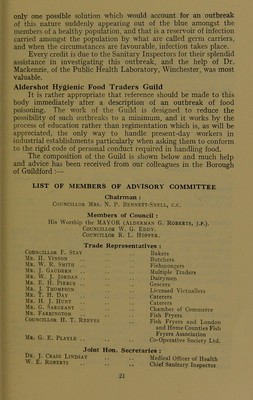 only one possible solution which would account for an outbreak
of this nature suddenly appearing out of the blue amongst the
members of a healthy population, and that is a reservoir of infection
carried amongst the population by what are called germ carriers,
and when the circumstances are favourable, infection takes place.
Every credit is due to the Sanitary Inspectors for their splendid
assistance in investigating this outbreak, and the help of Dr.
Mackenzie, of the Public Health Laboratory, Winchester, was most
valuable.
Aldershot Hygienic Food Traders Guild
It is rather appropriate that reference should be made to this
body immediately after a description of an outbreak of food
poisoning. The work of the Guild is designed to reduce the
possibility of such outbreaks to a minimum, and it works by the
process of education rather than regimentation which is, as will be
appreciated, the only way to handle present-day workers in
industrial establishments particularly when asking them to conform
to the rigid code of personal conduct required in handling food.
The composition of the Guild is shown below and much help
and advice has been received from our colleagues in the Borough
of Guildford :—
LIST OF MEMBERS OF ADVISORY COMMITTEE
Chairman :
Councillor Mrs. N. P. Bennett-Snell, C.C.
Members of Council :
His Worship the MAYOR (Alderman G. Roberts, J.P.).
Councillor W. G. Eddy.
Councillor R. L. Hopper.
Trade Representatives :
Councillor P. Stay .. .. .. Bakers
Mr. H. Vinson .. .. .. Butchers
Mr. W. R. Smith .. .. .. Fishmongers
Mr. J. Gaudern .. .. .. Multiple Traders
Mr. W. J. Jordan .. .. .. Dairymen
Mr. E. H. Pierce .. .. .. Grocers
Mr. J. Thompson .. .. .. Licensed Victuallers
Mr. T. H. Day .. .. .. Caterers
Mr. H. J. Hunt .. .. .. Caterers
Mr. G. Sargeant .. .. .. Chamber of Commerce
Mr. Farrington .. .. .. Fish Fryers
Councillor H. T. Reeves .. .. Fish Fryers and London
and Home Counties Fish
Fryers Association
Mr. G. E. Playle .. .. .. Co-Operative Society Ltd.
Joint Hon. Secretaries :
Dr. J. Craig Lindsay .. .. Medical Officer of Health
W. E. Roberts .. .. .. Chief Sanitary Inspector
21